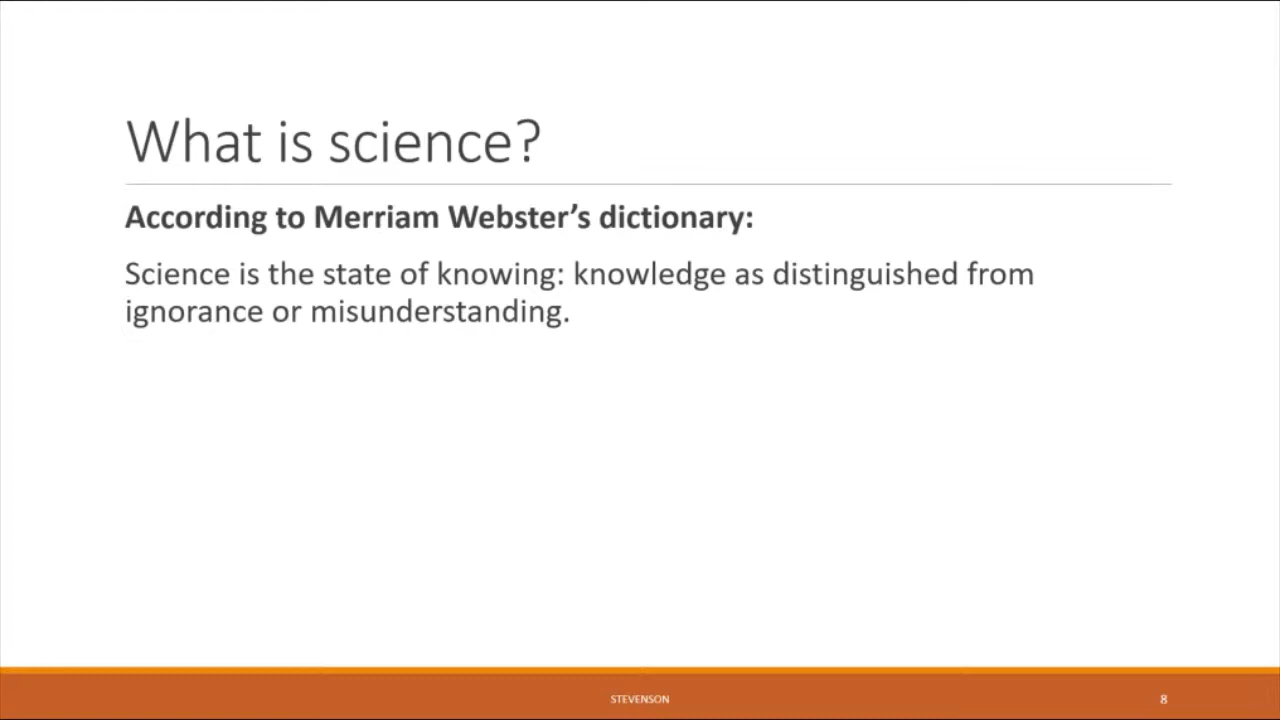 What is science?
According to Merriam Webster’s dictionary:
Science is the state of knowing: knowledge as distinguished from
ignorance or misunderstanding.
STEVENSON
8